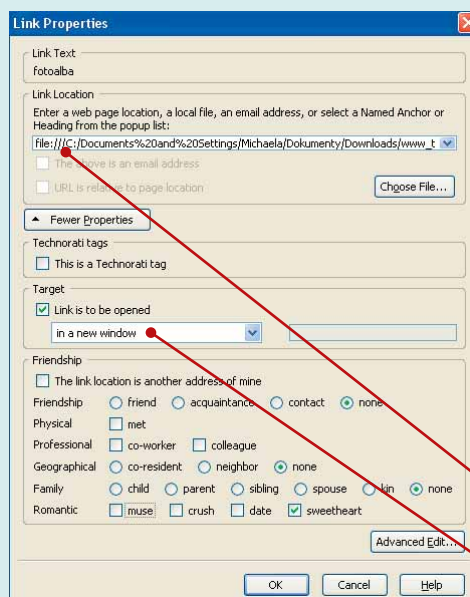 Link Properties
Link Text
fotoalba
Link Location
Enter a web page location, a local file, an email address, or select a Named Anchor or
Heading from the popup list:
file:///C:/Documents%20and%20Settings/Michaela/Dokumenty/Downloads/www_t
The above is an email address
URL is relative to page location
Choose File...
Fewer Properties
Technorati tags
This is a Technorati tag
Target
Link is to be opened
in a new window
Friendship
The link location is another address of mine
Friendship friend acquaintance contact none
Physical met
Professional co-worker colleague
Geographical co-resident neighbor none
Family child parent sibling spouse kin none
Romantic muse crush date sweetheart
Advanced Edit...
OK Cancel Help